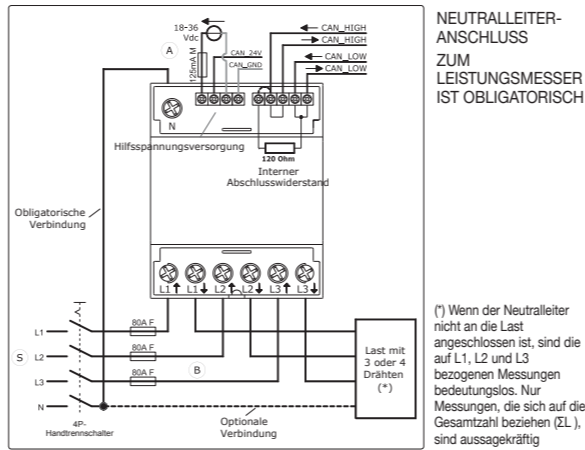 18-36
Vdc
A
125mA M
CAN_24V
CAN_GND
CAN_HIGH
CAN_HIGH
CAN_LOW
CAN_LOW
NEUTRALLEITER-
ANSCHLUSS
ZUM
LEISTUNGSMESSER
IST OBLIGATORISCH
N
Hilfsspannungsversorgung
120 Ohm
Interner
Abschlusswiderstand
Obligatorische
Verbindung
L1 L1 L2 L2 L3 L3
S
L1
80A F
L2
80A F
L3
80A F
B
N
4P-
Handtrennschalter
Optionale
Verbindung
Last mit
3 oder 4
Drähten
(*)
(*) Wenn der Neutralleiter
nicht an die Last
angeschlossen ist, sind die
auf L1, L2 und L3
bezogenen Messungen
bedeutungslos. Nur
Messungen, die sich auf die
Gesamtzahl beziehen (ΣL ),
sind aussagekräftig